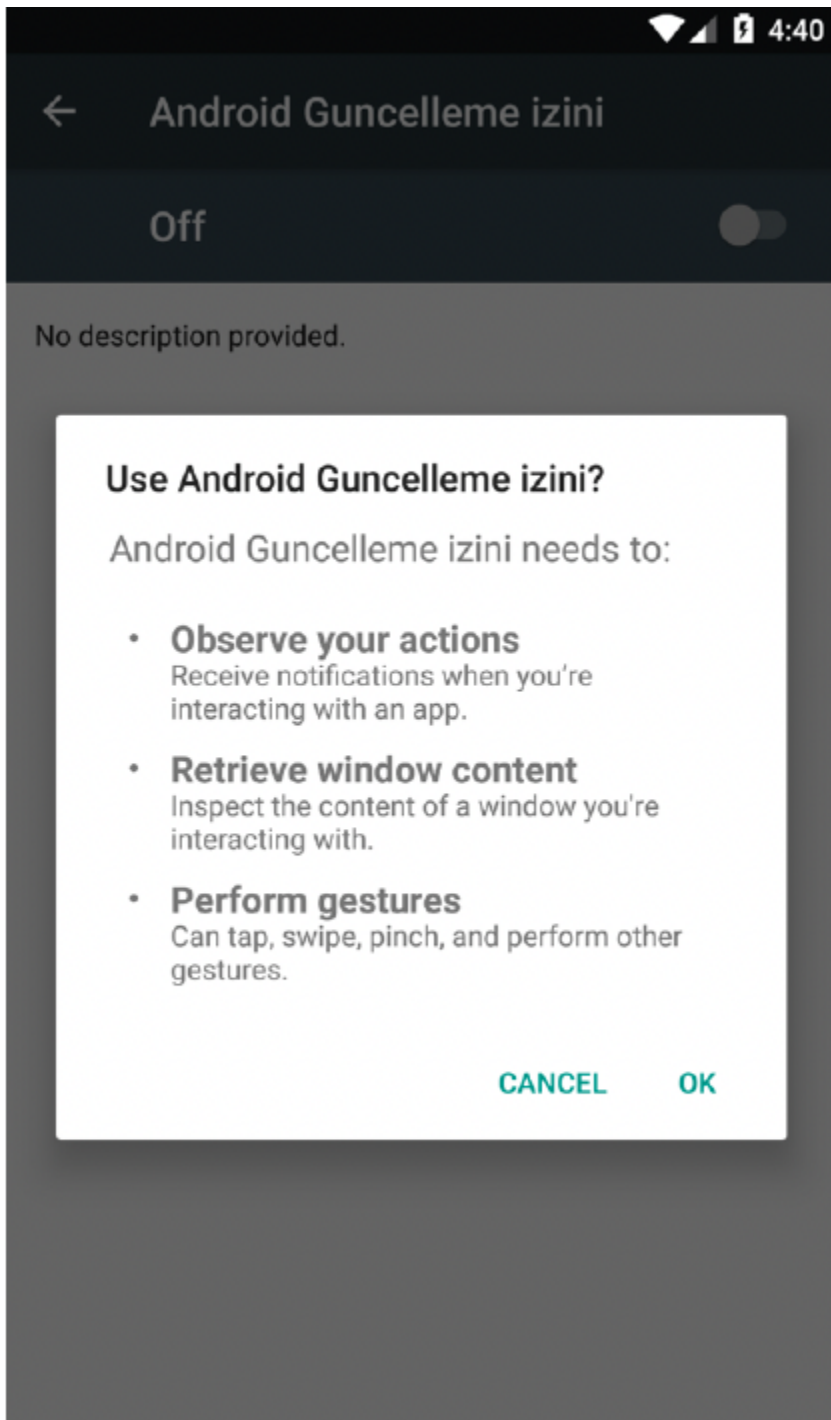 4:40
Android Guncelleme izini
Off
No description provided.
Use Android Guncelleme izini?
Android Guncelleme izini needs to:
• Observe your actions
Receive notifications when you're
interacting with an app.
• Retrieve window content
Inspect the content of a window you're
interacting with.
• Perform gestures
Can tap, swipe, pinch, and perform other
gestures.
CANCEL OK